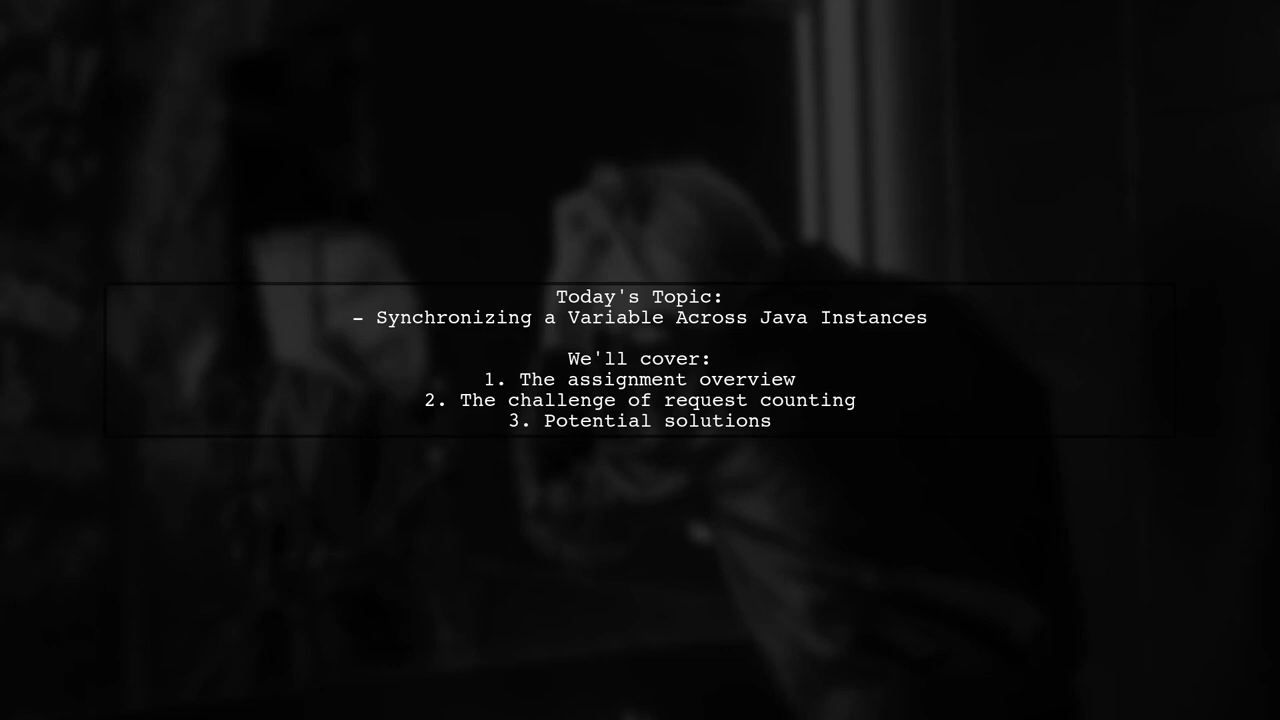 Today's Topic:
- Synchronizing a Variable Across Java Instances
We'll cover:
1. The assignment overview
2. The challenge of request counting
3. Potential solutions